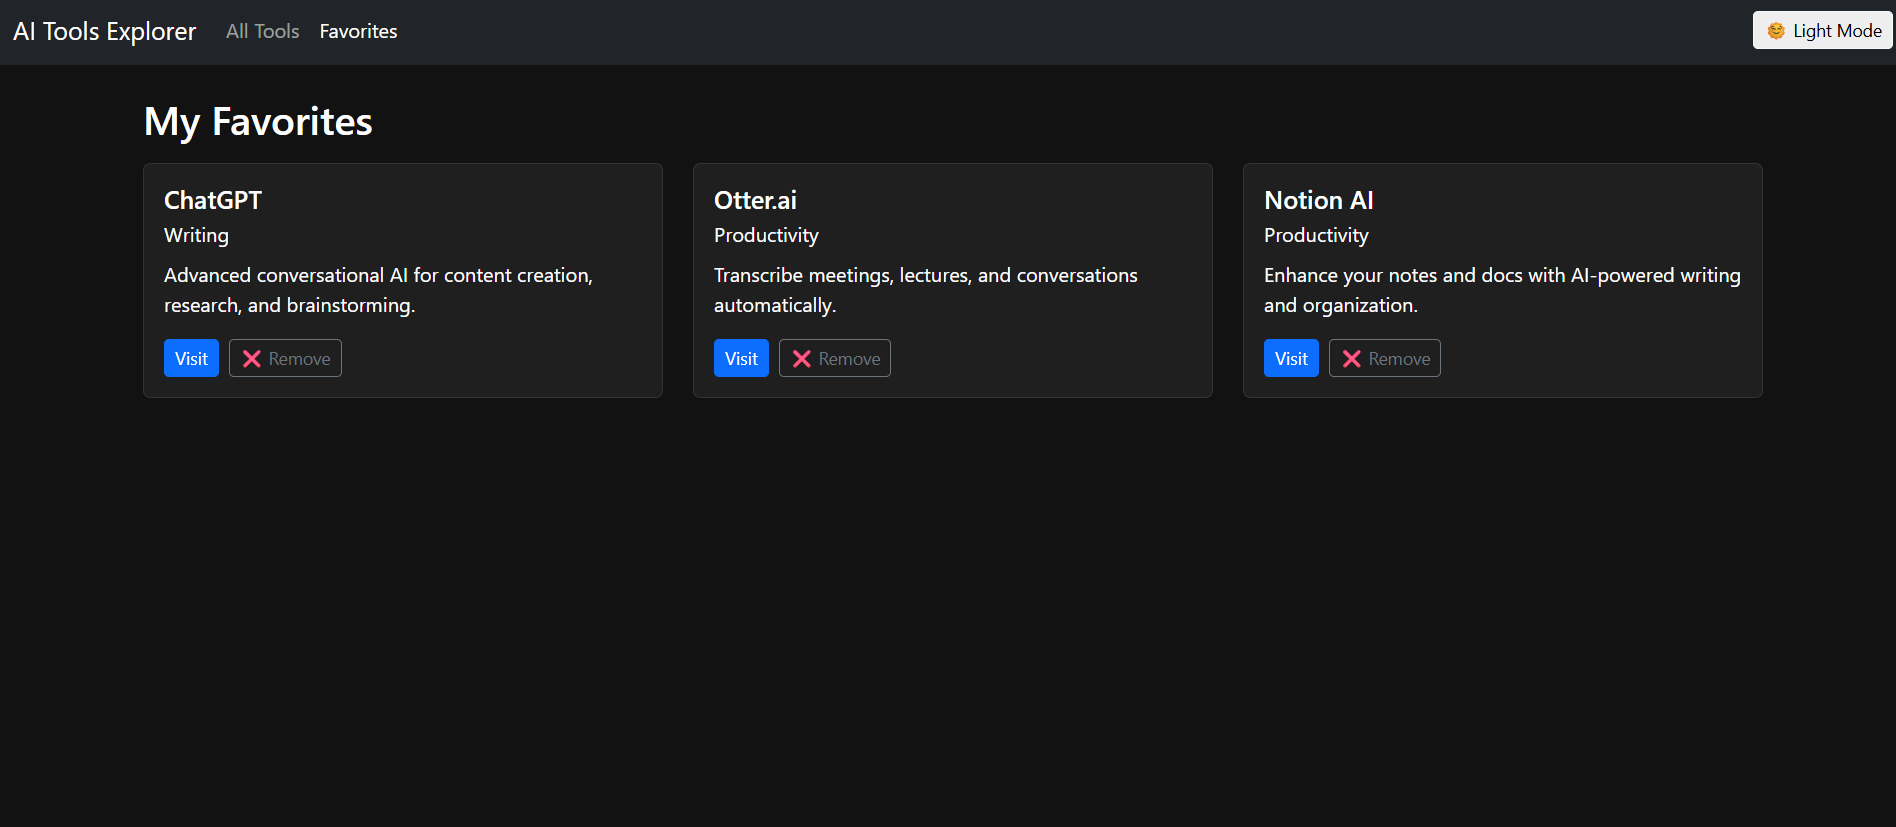 AI Tools Explorer All Tools Favorites 🌞 Light Mode
My Favorites
ChatGPT
Writing
Advanced conversational AI for content creation,
research, and brainstorming.
Visit ❌ Remove
Otter.ai
Productivity
Transcribe meetings, lectures, and conversations
automatically.
Visit ❌ Remove
Notion AI
Productivity
Enhance your notes and docs with AI-powered writing
and organization.
Visit ❌ Remove